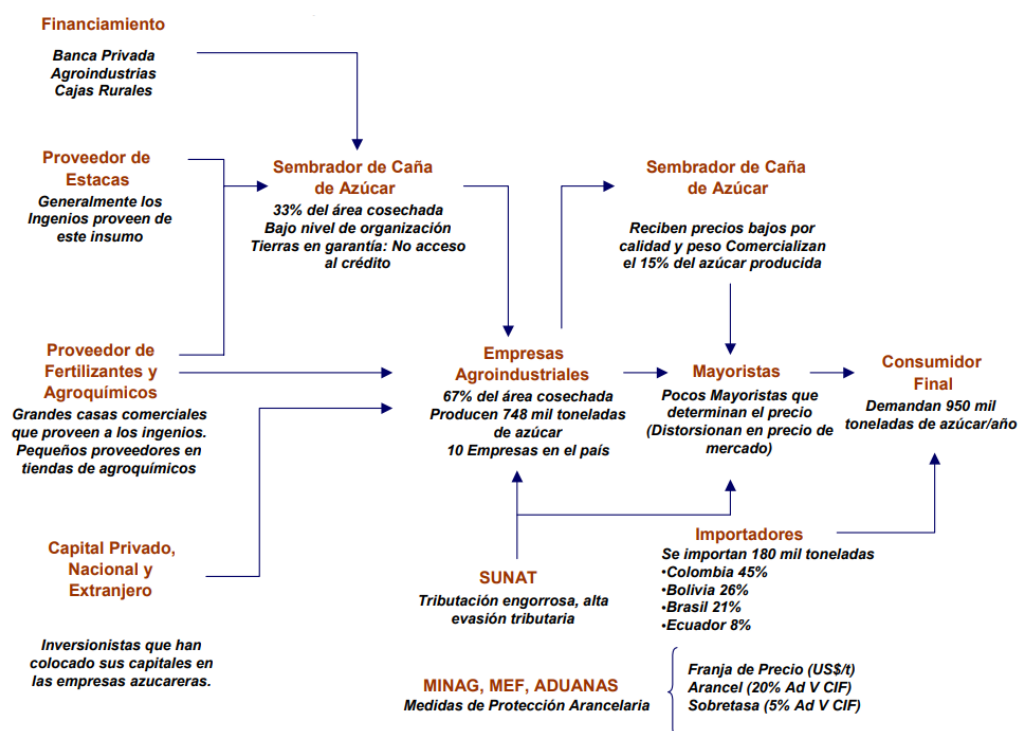 Financiamiento
Banca Privada
Agroindustrias
Cajas Rurales
Proveedor de
Estacas
Generalmente los
Ingenios proveen de
este insumo
Sembrador de Caña
de Azúcar
33% del área cosechada
Bajo nivel de organización
Tierras en garantía: No acceso
al crédito
Sembrador de Caña
de Azúcar
Reciben precios bajos por
calidad y peso Comercializan
el 15% del azúcar producida
Proveedor de
Fertilizantes y
Agroquímicos
Grandes casas comerciales
que proveen a los ingenios.
Pequeños proveedores en
tiendas de agroquímicos
Empresas
Agroindustriales
67% del área cosechada
Producen 748 mil toneladas
de azúcar
10 Empresas en el país
Mayoristas
Pocos Mayoristas que
determinan el precio
(Distorsionan en precio de
mercado)
Consumidor
Final
Demandan 950 mil
toneladas de azúcar/año
Capital Privado,
Nacional y
Extranjero
Inversionistas que han
colocado sus capitales en
las empresas azucareras.
SUNAT
Tributación engorrosa, alta
evasión tributaria
Importadores
Se importan 180 mil toneladas
•Colombia 45%
•Bolivia 26%
•Brasil 21%
•Ecuador 8%
MINAG, MEF, ADUANAS
Medidas de Protección Arancelaria
Franja de Precio (US$/t)
Arancel (20% Ad V CIF)
Sobretasa (5% Ad V CIF)